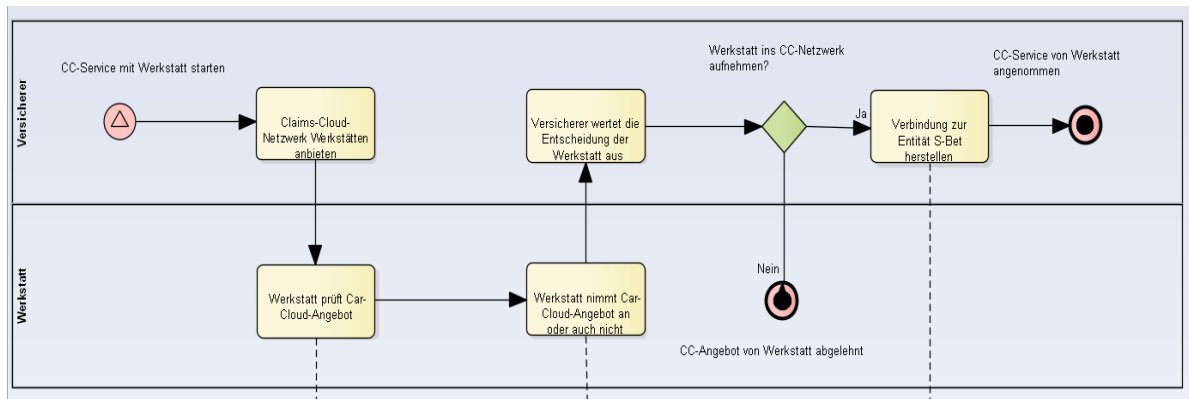 Versicherer
CC-Service mit Werkstatt starten
Claims-Cloud-
Netzwerk Werkstätten
anbieten
Versicherer wertet die
Entscheidung der
Werkstatt aus
Werkstatt ins CC-Netzwerk
aufnehmen?
Ja
Verbindung zur
Entität S-Bet
herstellen
CC-Service von Werkstatt
angenommen
Werkstatt
Werkstatt prüft Car-
Cloud-Angebot
Werkstatt nimmt Car-
Cloud-Angebot an
oder auch nicht
Nein
CC-Angebot von Werkstatt abgelehnt